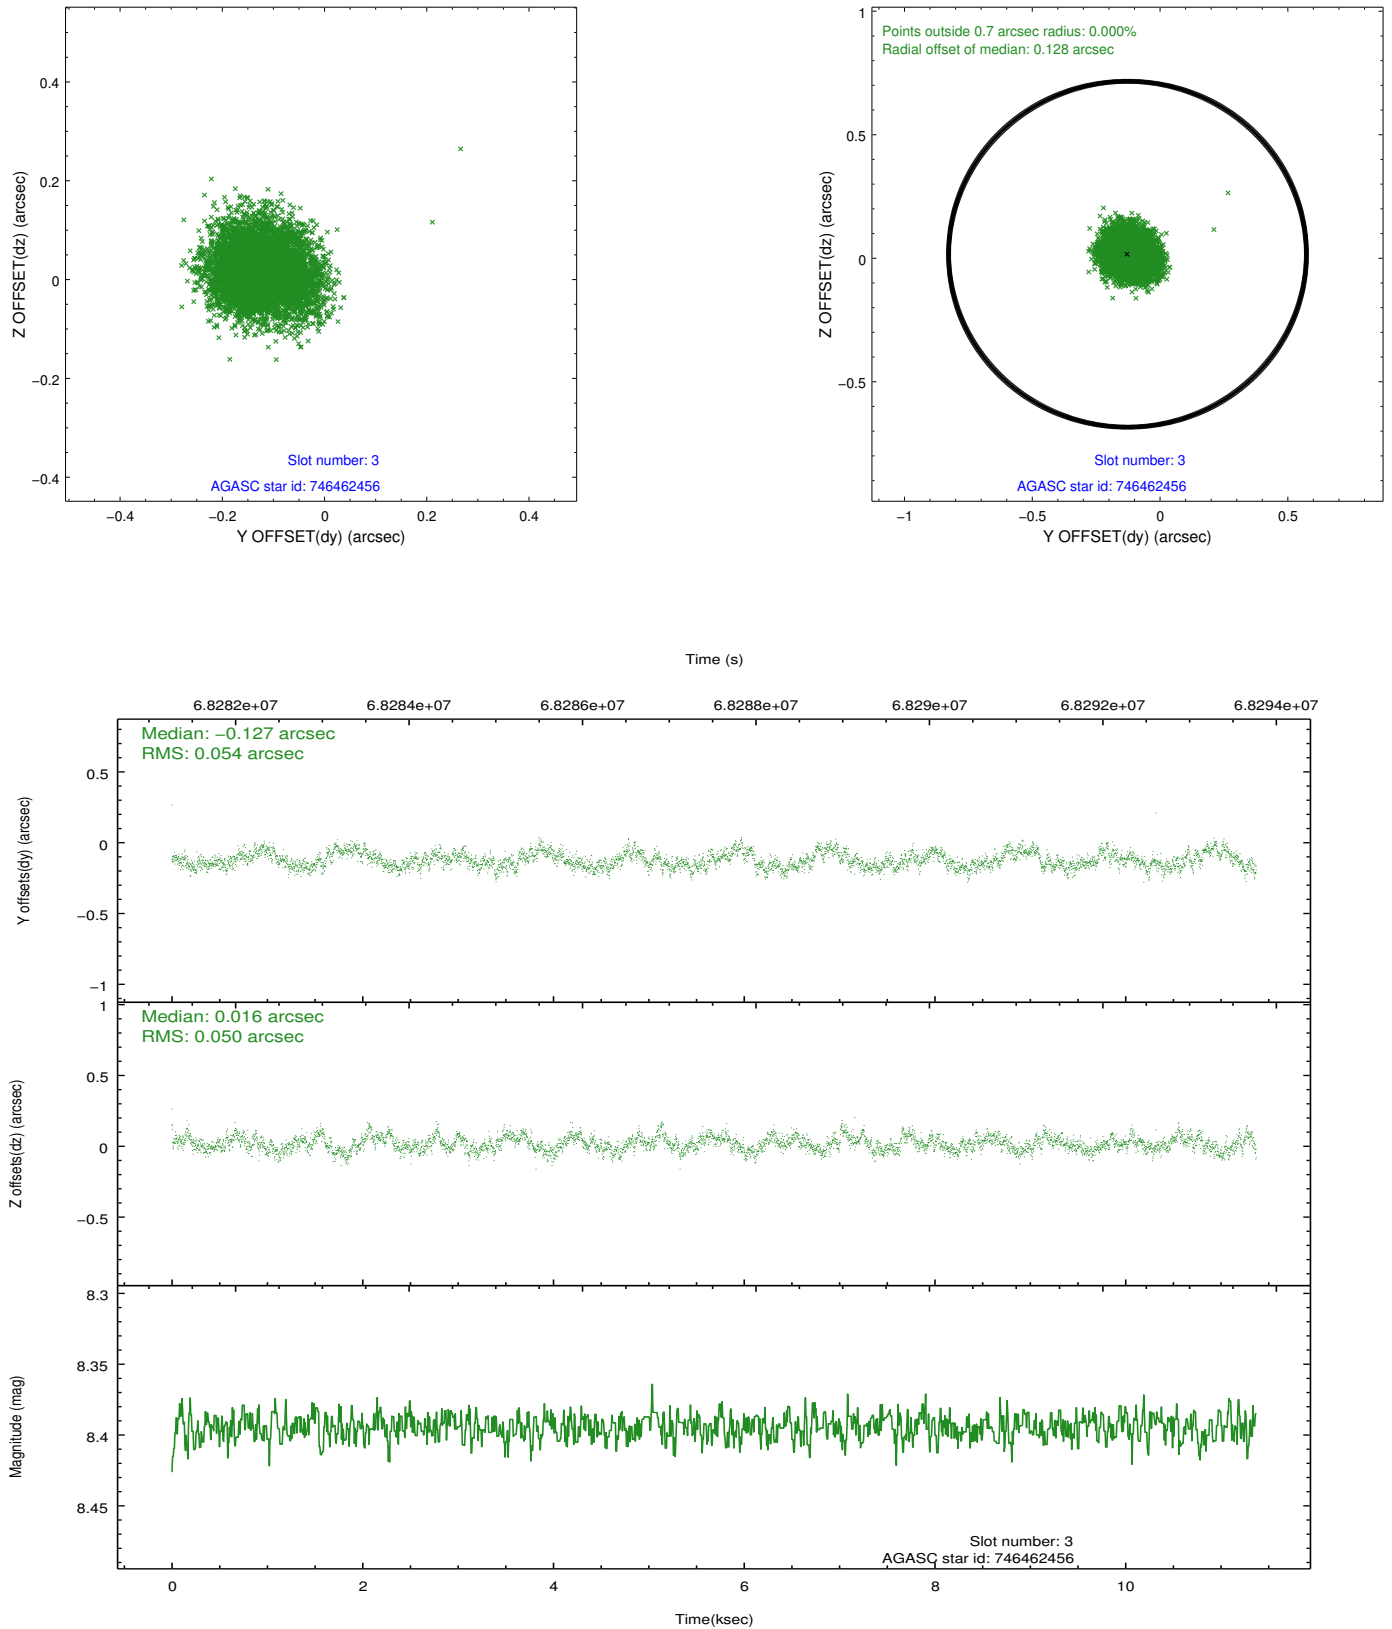 0.4
0.2
0
−0.2
−0.4
−0.4
−0.2
0
0.2
0.4
Z OFFSET(dz) (arcsec)
Y OFFSET(dy) (arcsec)
Slot number: 3
AGASC star id: 746462456
Points outside 0.7 arcsec radius: 0.000%
Radial offset of median: 0.128 arcsec
1
0.5
0
−0.5
−1
−0.5
0
0.5
Z OFFSET(dz) (arcsec)
Y OFFSET(dy) (arcsec)
Slot number: 3
AGASC star id: 746462456
Time (s)
6.8282e+07
6.8284e+07
6.8286e+07
6.8288e+07
6.829e+07
6.8292e+07
6.8294e+07
Median: −0.127 arcsec
RMS: 0.054 arcsec
0.5
0
−0.5
−1
Y offsets(dy) (arcsec)
Median: 0.016 arcsec
RMS: 0.050 arcsec
1
0.5
0
−0.5
Z offsets(dz) (arcsec)
8.3
8.35
8.4
8.45
Magnitude (mag)
Slot number: 3
AGASC star id: 746462456
0
2
4
6
8
10
Time(ksec)